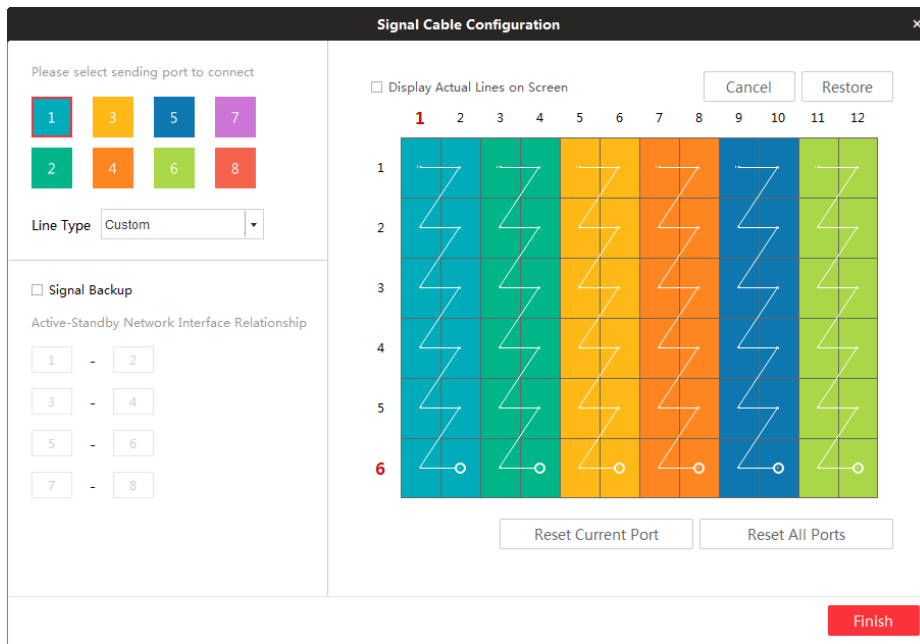 Signal Cable Configuration ×
Please select sending port to connect
1 3 5 7
2 4 6 8
Line Type Custom
Signal Backup
Active-Standby Network Interface Relationship
1 - 2
3 - 4
5 - 6
7 - 8
Display Actual Lines on Screen Cancel Restore
1 2 3 4 5 6 7 8 9 10 11 12
1
2
3
4
5
6
Reset Current Port Reset All Ports
Finish